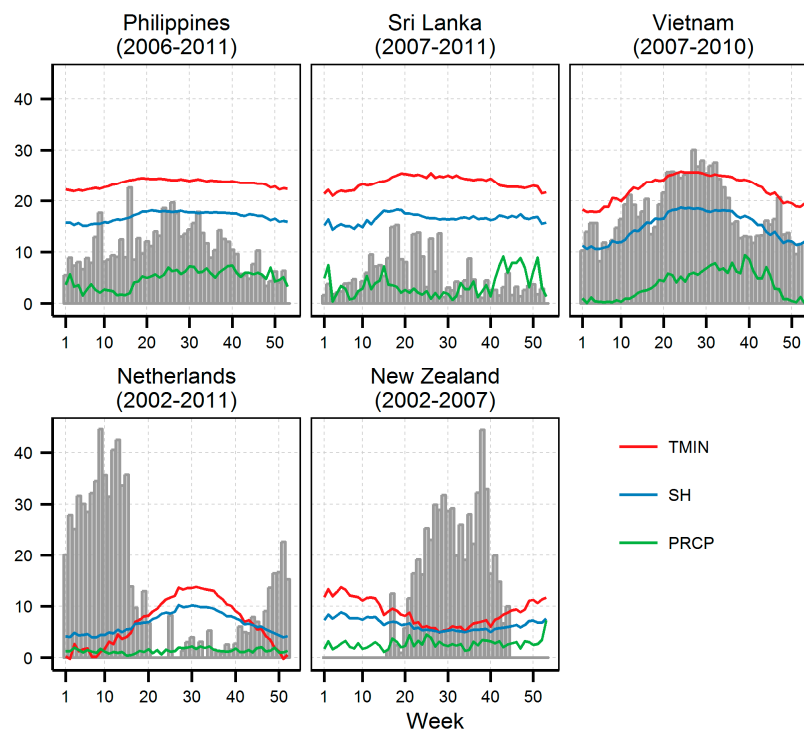 Philippines
(2006-2011)
Sri Lanka
(2007-2011)
Vietnam
(2007-2010)
40
30
20
10
0
1 10 20 30 40 50
1 10 20 30 40 50
1 10 20 30 40 50
Netherlands
(2002-2011)
New Zealand
(2002-2007)
40
30
20
10
0
TMIN
SH
PRCP
1 10 20 30 40 50
1 10 20 30 40 50
Week